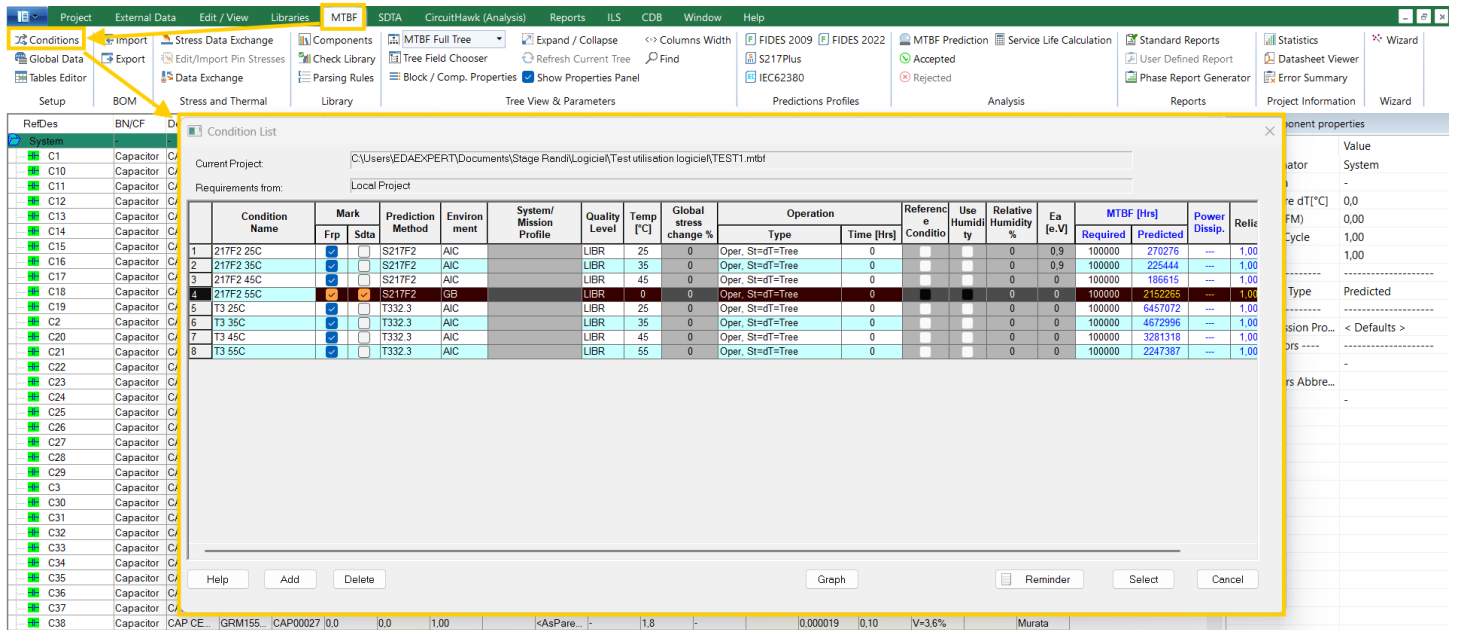 Project External Data Edit / View Libraries MTBF SDTA CircuitHawk (Analysis) Reports ILS CDB Window Help
Conditions Import Stress Data Exchange Components MTBF Full Tree Expand / Collapse Columns Width FIDES 2009 FIDES 2022 MTBF Prediction Service Life Calculation Standard Reports Statistics Wizard
Global Data Export Edit/Import Pin Stresses Check Library Tree Field Chooser Refresh Current Tree Find S217Plus Accepted User Defined Report Datasheet Viewer
Tables Editor Data Exchange Parsing Rules Block / Comp. Properties Show Properties Panel IEC62380 Rejected Phase Report Generator Error Summary
Setup BOM Stress and Thermal Library Tree View & Parameters Predictions Profiles Analysis Reports Project Information Wizard
RefDes BN/CF
System -
C1 Capacitor
C10 Capacitor
C11 Capacitor
C12 Capacitor
C13 Capacitor
C14 Capacitor
C15 Capacitor
C16 Capacitor
C17 Capacitor
C18 Capacitor
C19 Capacitor
C2 Capacitor
C20 Capacitor
C21 Capacitor
C22 Capacitor
C23 Capacitor
C24 Capacitor
C25 Capacitor
C26 Capacitor
C27 Capacitor
C28 Capacitor
C29 Capacitor
C3 Capacitor
C30 Capacitor
C31 Capacitor
C32 Capacitor
C33 Capacitor
C34 Capacitor
C35 Capacitor
C36 Capacitor
C37 Capacitor
C38 Capacitor CAP CE... GRM155... CAP00027 0,0 0,0 1,00 <AsPare... - 1,8 - 0,000019 0,10 V=3,6% Murata
Condition List
Current Project: C:\Users\EDAEXPERT\Documents\Stage Randi\Logiciel\Test utilisation logiciel\TEST1.mtbf
Requirements from: Local Project
Condition Name Mark Frp Sdta Prediction Method Environ ment System/ Mission Profile Quality Level Temp [°C] Global stress change % Operation Type Time [Hrs] Referenc e Conditio Use Humidi ty Relative Humidity % Ea [e.V] MTBF [Hrs] Required Predicted Power Dissip. Relia
1 217F2 25C S217F2 AIC LIBR 25 0 Oper, St=dT=Tree 0 0 0,9 100000 270276 --- 1,00
2 217F2 35C S217F2 AIC LIBR 35 0 Oper, St=dT=Tree 0 0 0,9 100000 225444 --- 1,00
3 217F2 45C S217F2 AIC LIBR 45 0 Oper, St=dT=Tree 0 0 0 100000 186615 --- 1,00
4 217F2 55C S217F2 GB LIBR 0 0 Oper, St=dT=Tree 0 0 0 100000 2152265 --- 1,00
5 T3 25C T332.3 AIC LIBR 25 0 Oper, St=dT=Tree 0 0 0 100000 6457072 --- 1,00
6 T3 35C T332.3 AIC LIBR 35 0 Oper, St=dT=Tree 0 0 0 100000 4672996 --- 1,00
7 T3 45C T332.3 AIC LIBR 45 0 Oper, St=dT=Tree 0 0 0 100000 3281318 --- 1,00
8 T3 55C T332.3 AIC LIBR 55 0 Oper, St=dT=Tree 0 0 0 100000 2247387 --- 1,00
Help Add Delete Graph Reminder Select Cancel
onent properties
Value
ator System
-
re dT[°C] 0,0
FM) 0,00
Cycle 1,00
1,00
-------- --------------------
Type Predicted
-------- --------------------
ssion Pro... < Defaults >
ors ---- --------------------
-
rs Abbre...
-